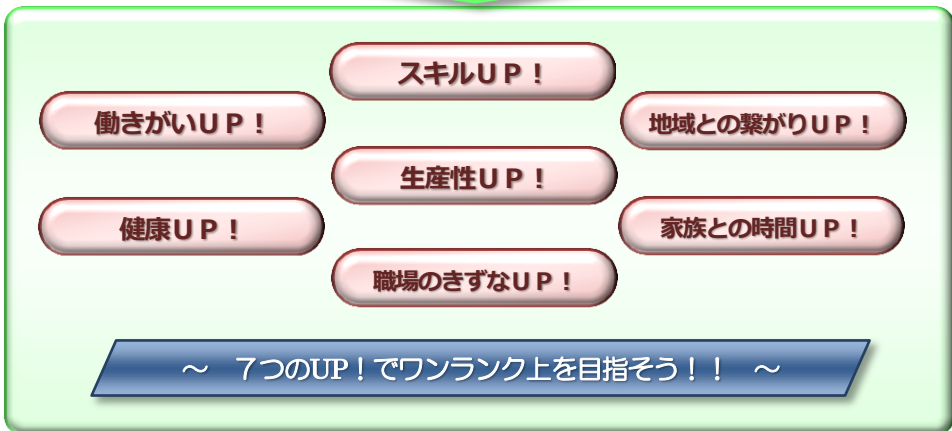 スキルＵＰ！
働きがいＵＰ！
地域との繋がりＵＰ！
生産性ＵＰ！
健康ＵＰ！
家族との時間ＵＰ！
職場のきずなＵＰ！
～　７つのUP！でワンランク上を目指そう！！　～